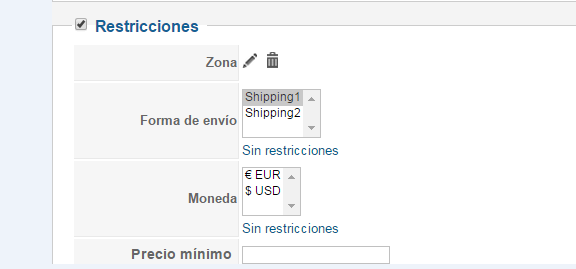 Restricciones
Zona
Forma de envío
Shipping1
Shipping2
Sin restricciones
Moneda
€ EUR
$ USD
Sin restricciones
Precio mínimo